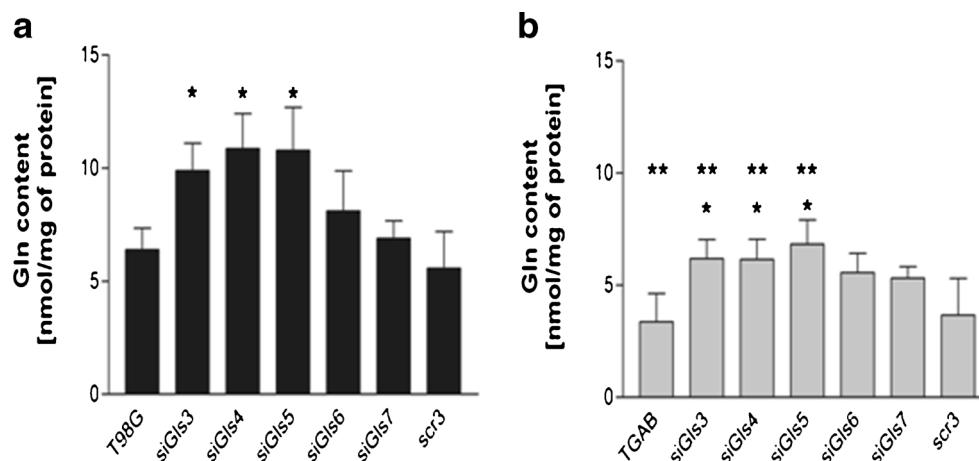 a
Gln content
[nmol/mg of protein]
15
10
5
0
* * *
T98G siGls3 siGls4 siGls5 siGls6 siGls7 scr3
b
Gln content
[nmol/mg of protein]
15
10
5
0
** ** ** **
* * *
TGAB siGls3 siGls4 siGls5 siGls6 siGls7 scr3